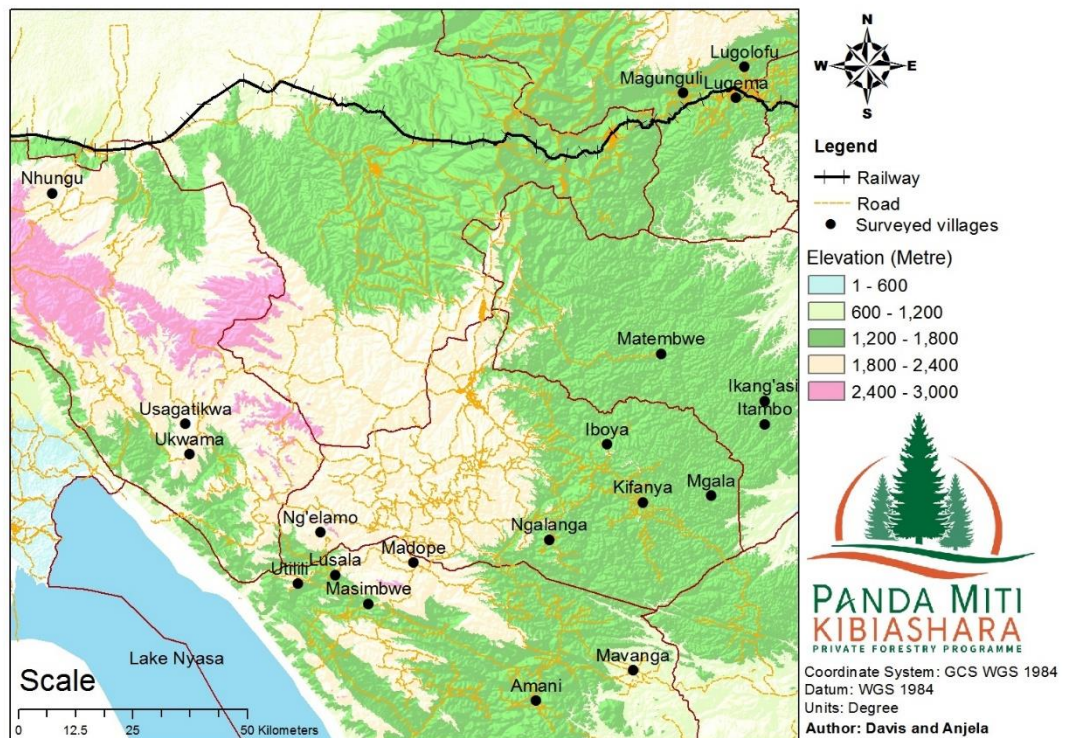 Lugolofu
Magunguli
Lugema
Nhungu
Matembwe
Ikang'asi
Itambo
Usagatikwa
Ukwama
Iboya
Kifanya
Mgala
Ng'elamo
Ngalanga
Madope
Lusala
Utilili
Masimbwe
Mavanga
Amani
Lake Nyasa
Scale
0 12.5 25 50 Kilometers
N
W E
S
Legend
Railway
Road
Surveyed villages
Elevation (Metre)
1 - 600
600 - 1,200
1,200 - 1,800
1,800 - 2,400
2,400 - 3,000
PANDA MITI
KIBIASHARA
PRIVATE FORESTRY PROGRAMME
Coordinate System: GCS WGS 1984
Datum: WGS 1984
Units: Degree
Author: Davis and Anjela